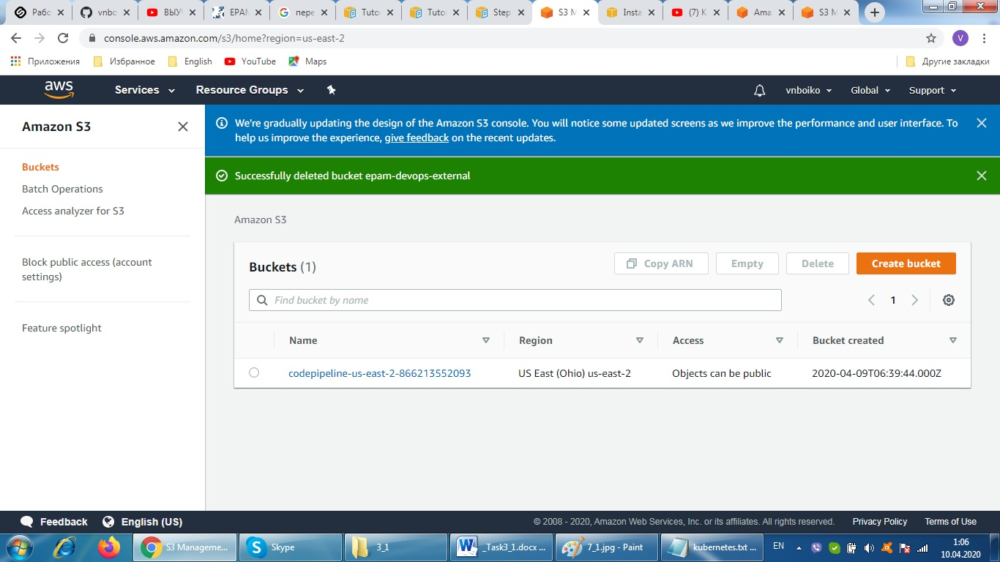 Рабо
vnbo
ВЫУ
EPAM
пере
Tuto
Tuto
Step
S3 M
Insta
(7) K
Ama
S3 M
console.aws.amazon.com/s3/home?region=us-east-2
V
Приложения
Избранное
English
YouTube
Maps
Другие закладки
aws
Services
Resource Groups
vnboiko
Global
Support
Amazon S3
We're gradually updating the design of the Amazon S3 console. You will notice some updated screens as we improve the performance and user interface. To
help us improve the experience, give feedback on the recent updates.
Buckets
Batch Operations
Access analyzer for S3
Block public access (account
settings)
Feature spotlight
Successfully deleted bucket epam-devops-external
Amazon S3
Buckets (1)
Copy ARN
Empty
Delete
Create bucket
Find bucket by name
1
Name
Region
Access
Bucket created
codepipeline-us-east-2-866213552093
US East (Ohio) us-east-2
Objects can be public
2020-04-09T06:39:44.000Z
Feedback
English (US)
© 2008 - 2020, Amazon Web Services, Inc. or its affiliates. All rights reserved.
Privacy Policy
Terms of Use
S3 Manageme...
Skype
3_1
_Task3_1.docx ...
7_1.jpg - Paint
kubernetes.txt ...
EN
1:06
10.04.2020